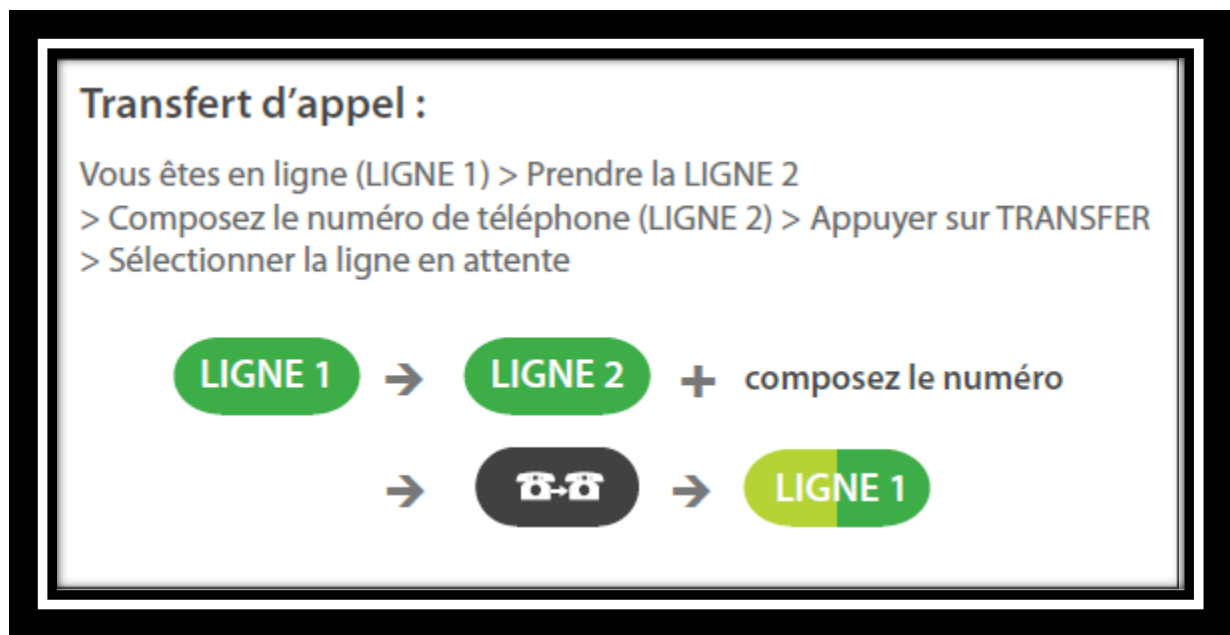 Transfert d’appel :
Vous êtes en ligne (LIGNE 1) > Prendre la LIGNE 2
> Composez le numéro de téléphone (LIGNE 2) > Appuyer sur TRANSFER
> Sélectionner la ligne en attente
LIGNE 1 → LIGNE 2 + composez le numéro
→ → LIGNE 1